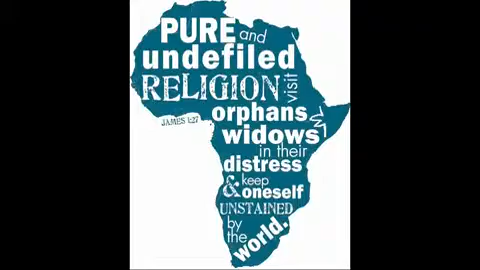 PURE and
undefiled
RELIGION visit
orphans
JAMES 1:27
widows
in their
distress
& keep
oneself
UNSTAINED
by
the
world.